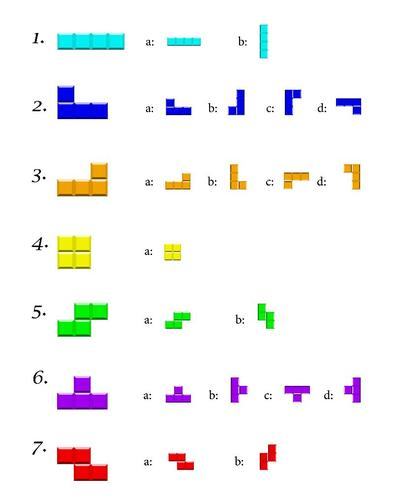 1. a: b:
2. a: b: c: d:
3. a: b: c: d:
4. a:
5. a: b:
6. a: b: c: d:
7. a: b: